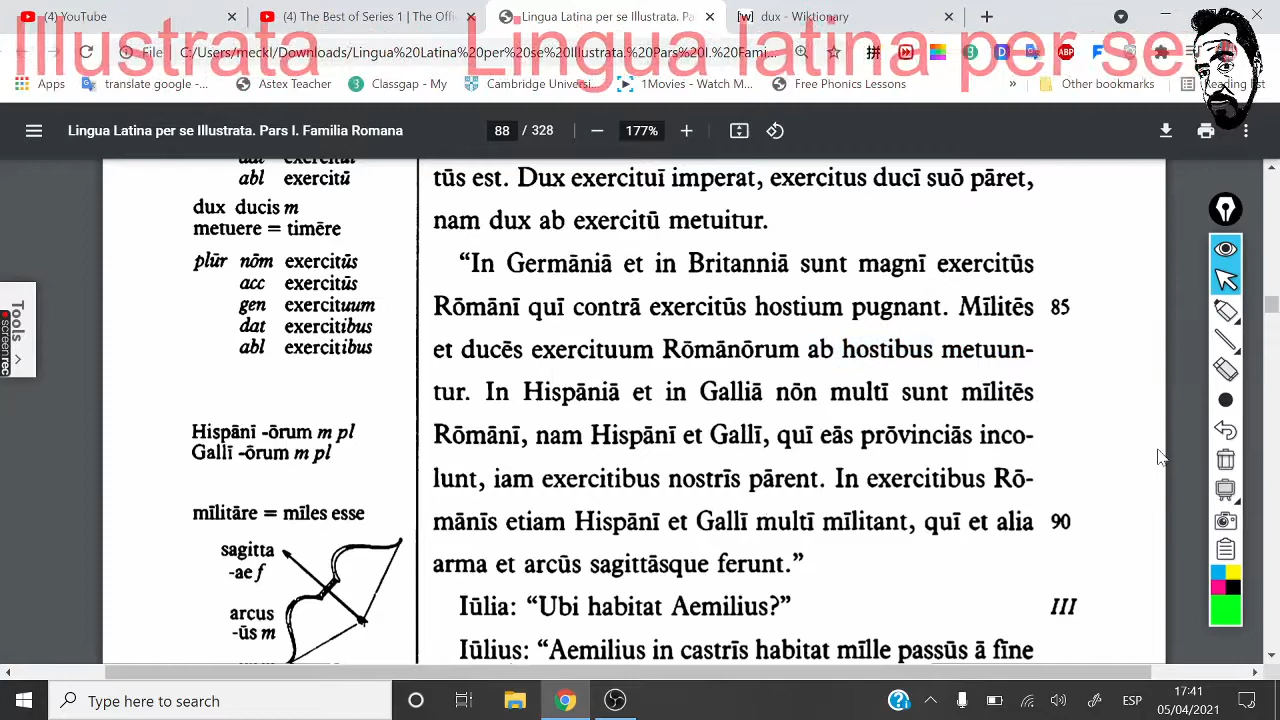 (4) YouTube
(4) The Best of Series 1 | The Offi
Lingua Latina per se Illustrata. Pa
dux - Wiktionary
Illustrata Lingua latina per se
File C:/Users/meckl/Downloads/Lingua%20Latina%20per%20se%20Illustrata.%20Pars%20I.%20Fami...
Apps translate google -... Astex Teacher Classgap - My Cambridge Univers... 1Movies - Watch M... Free Phonics Lessons » Other bookmarks Reading list
Lingua Latina per se Illustrata. Pars I. Familia Romana 88 / 328 177%
dat exercituī
abl exercitū
dux ducis m
metuere = timēre
plūr nōm exercitūs
acc exercitūs
gen exercituum
dat exercitibus
abl exercitibus
Hispānī -ōrum m pl
Gallī -ōrum m pl
mīlitāre = mīles esse
sagitta
-ae f
arcus
-ūs m
tūs est. Dux exercituī imperat, exercitus ducī suō pāret,
nam dux ab exercitū metuitur.
“In Germāniā et in Britanniā sunt magnī exercitūs
Rōmānī quī contrā exercitūs hostium pugnant. Mīlitēs 85
et ducēs exercituum Rōmānōrum ab hostibus metuun-
tur. In Hispāniā et in Galliā nōn multī sunt mīlitēs
Rōmānī, nam Hispānī et Gallī, quī eās prōvinciās inco-
lunt, iam exercitibus nostrīs pārent. In exercitibus Rō-
mānīs etiam Hispānī et Gallī multī mīlitant, quī et alia 90
arma et arcūs sagittāsque ferunt.”
Iūlia: “Ubi habitat Aemilius?” III
Iūlius: “Aemilius in castrīs habitat mīlle passūs ā fīne
Tools
screenrec
Type here to search
ESP
17:41
05/04/2021